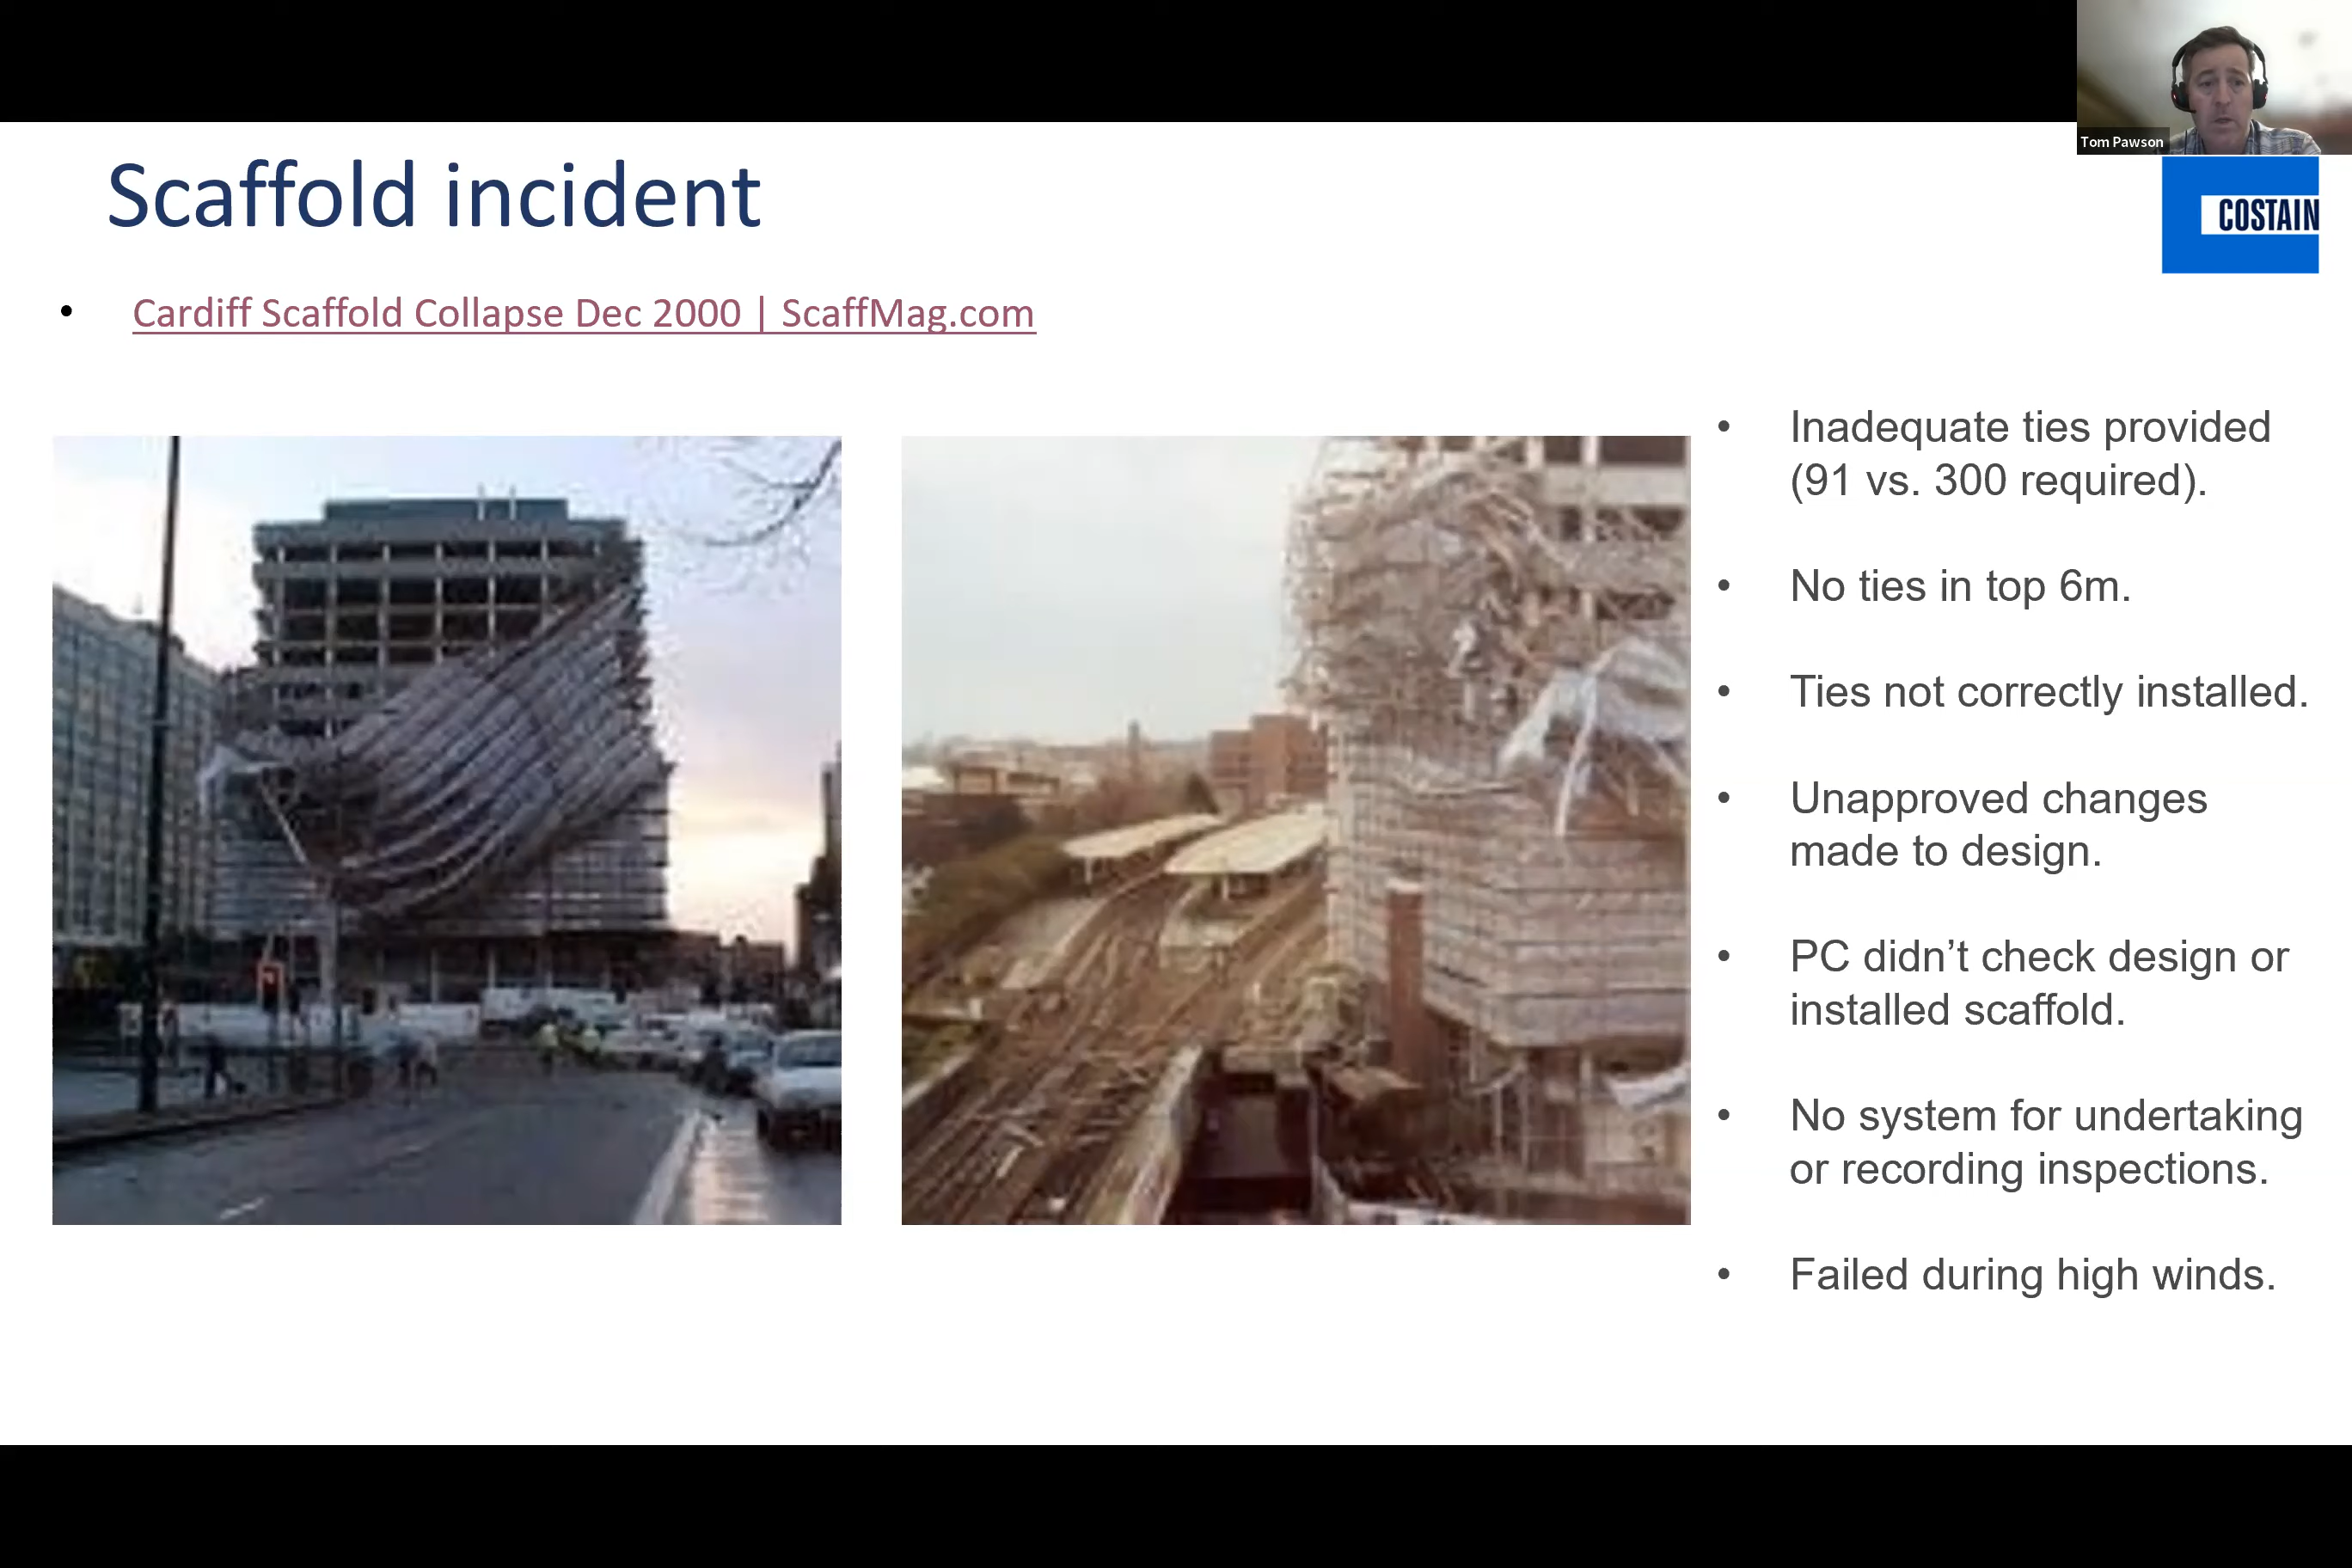 Tom Pawson
COSTAIN
Scaffold incident
• Cardiff Scaffold Collapse Dec 2000 | ScaffMag.com
• Inadequate ties provided
(91 vs. 300 required).
• No ties in top 6m.
• Ties not correctly installed.
• Unapproved changes
made to design.
• PC didn’t check design or
installed scaffold.
• No system for undertaking
or recording inspections.
• Failed during high winds.